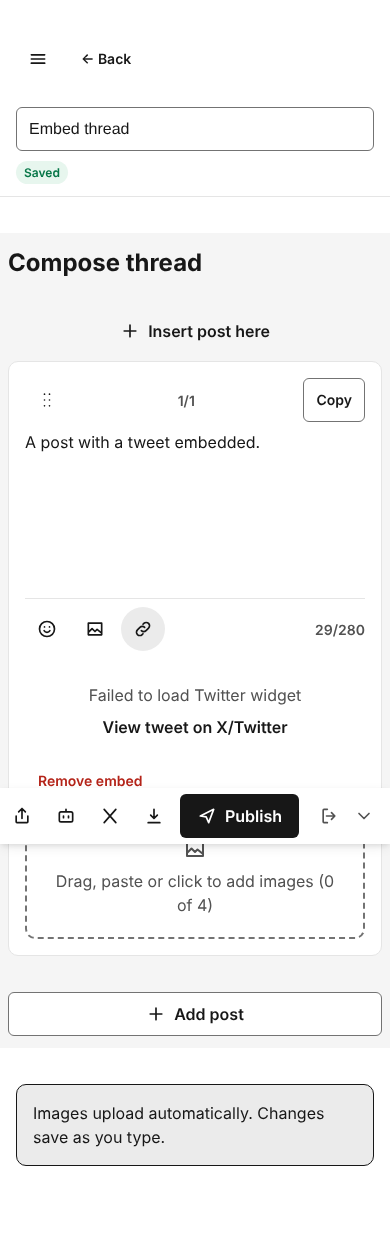 Back
Embed thread
Saved
Compose thread
Insert post here
1/1
Copy
A post with a tweet embedded.
29/280
Failed to load Twitter widget
View tweet on X/Twitter
Remove embed
Publish
Drag, paste or click to add images (0
of 4)
Add post
Images upload automatically. Changes
save as you type.